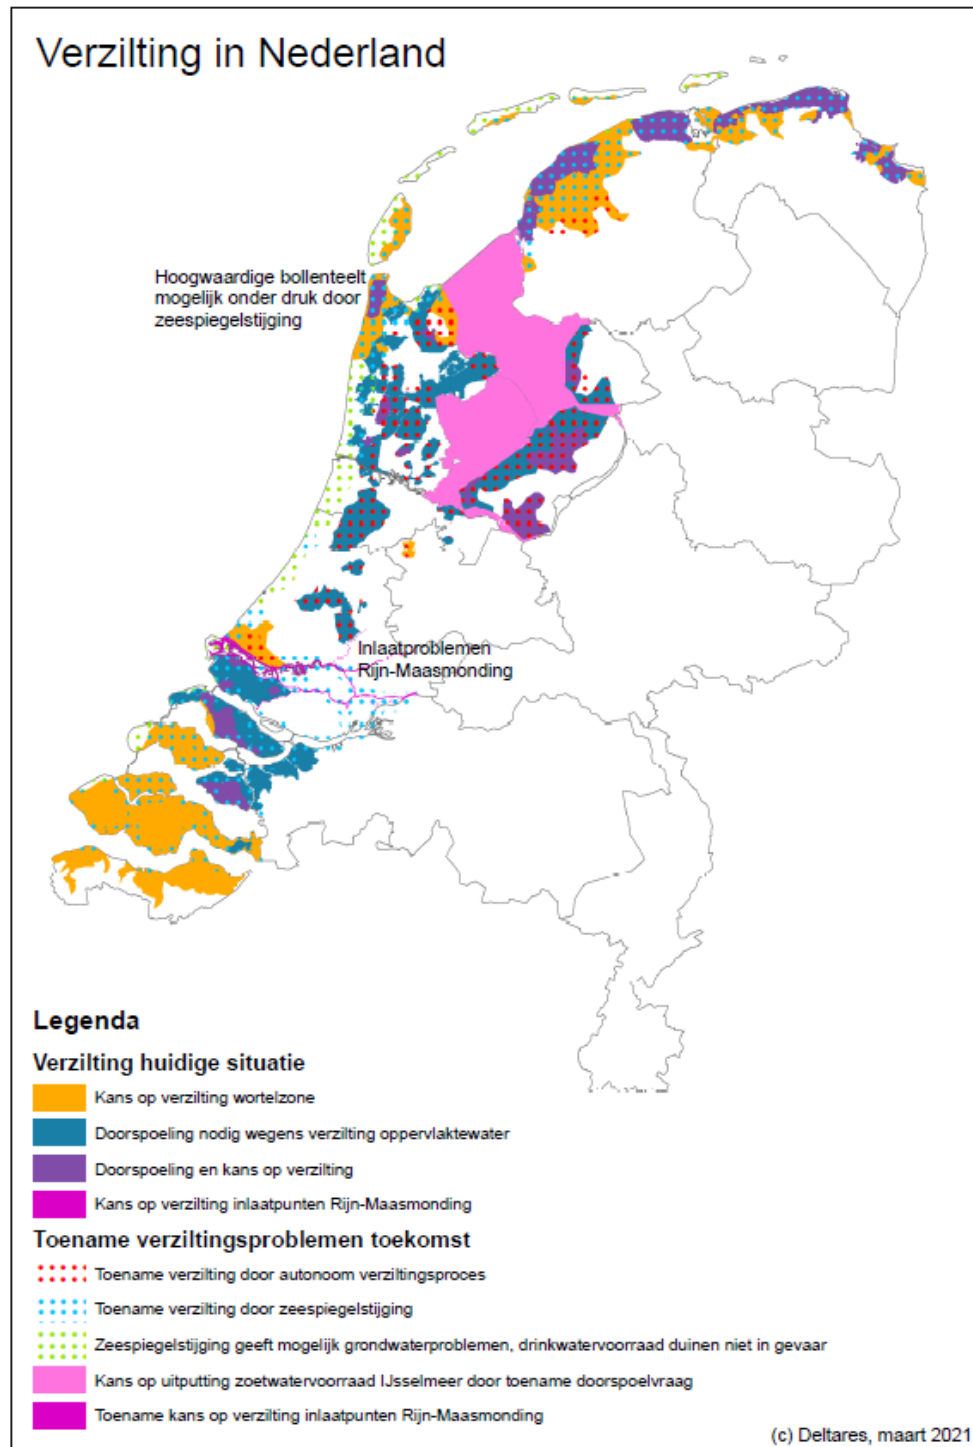 Verzilting in Nederland
Hoogwaardige bollenteelt
mogelijk onder druk door
zeespiegelstijging
Inlaatproblemen
Rijn-Maasmonding
Legenda
Verzilting huidige situatie
Kans op verzilting wortelzone
Doorspoeling nodig wegens verzilting oppervlaktewater
Doorspoeling en kans op verzilting
Kans op verzilting inlaatpunten Rijn-Maasmonding
Toename verziltingsproblemen toekomst
Toename verzilting door autonoom verziltingsproces
Toename verzilting door zeespiegelstijging
Zeespiegelstijging geeft mogelijk grondwaterproblemen, drinkwatervoorraad duinen niet in gevaar
Kans op uitputting zoetwatervoorraad IJsselmeer door toename doorspoelvraag
Toename kans op verzilting inlaatpunten Rijn-Maasmonding
(c) Deltares, maart 2021